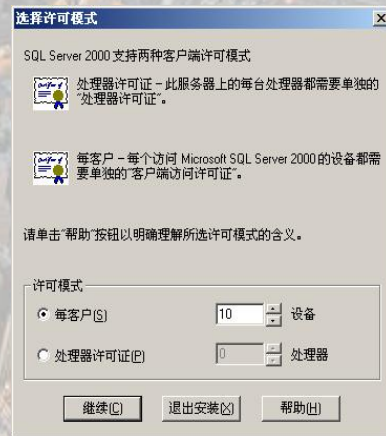 选择许可模式
SQL Server 2000 支持两种客户端许可模式
处理器许可证 - 此服务器上的每台处理器都需要单独的
"处理器许可证"。
每客户 - 每个访问 Microsoft SQL Server 2000 的设备都需
要单独的"客户端访问许可证"。
请单击"帮助"按钮以明确理解所选许可模式的含义。
许可模式
每客户(S) 10 设备
处理器许可证(P) 0 处理器
继续(C) 退出安装(X) 帮助(H)